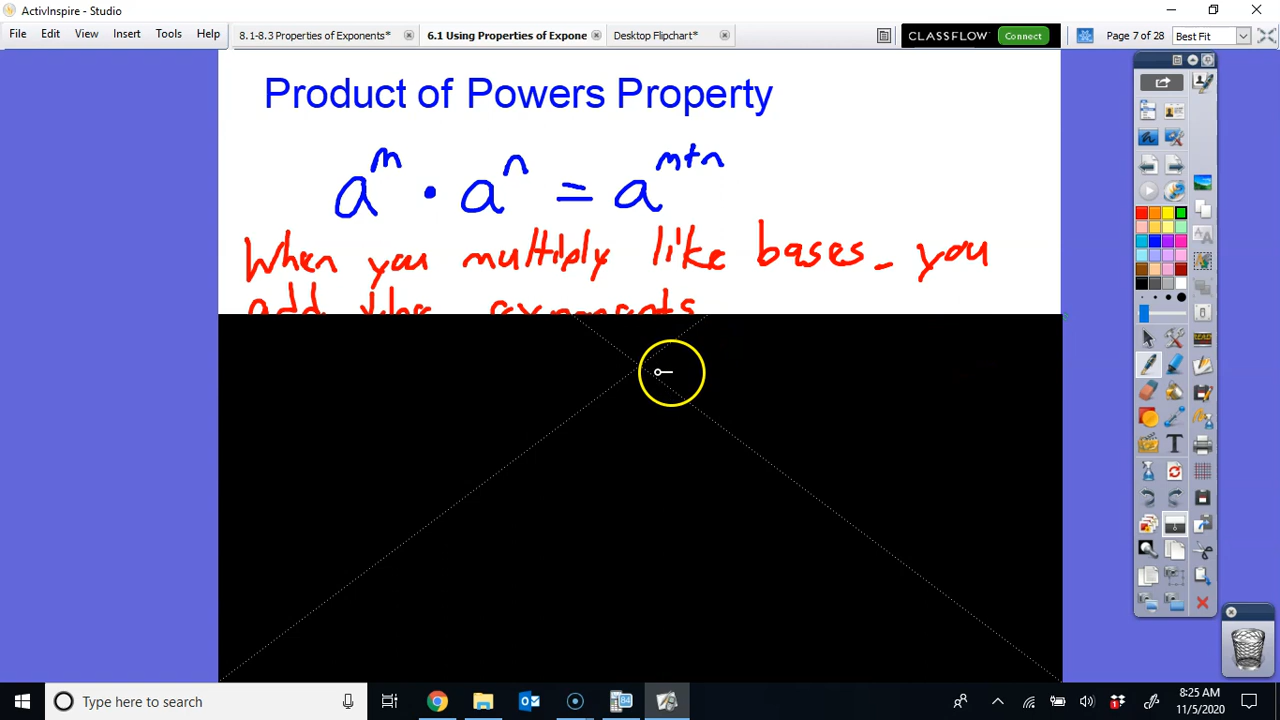 ActivInspire - Studio
File Edit View Insert Tools Help
8.1-8.3 Properties of Exponents*
6.1 Using Properties of Expone
Desktop Flipchart*
CLASSFLOW Connect
Page 7 of 28
Best Fit
Product of Powers Property
a^m · a^n = a^m+n
When you multiply like bases - you
add exponents
Type here to search
8:25 AM
11/5/2020